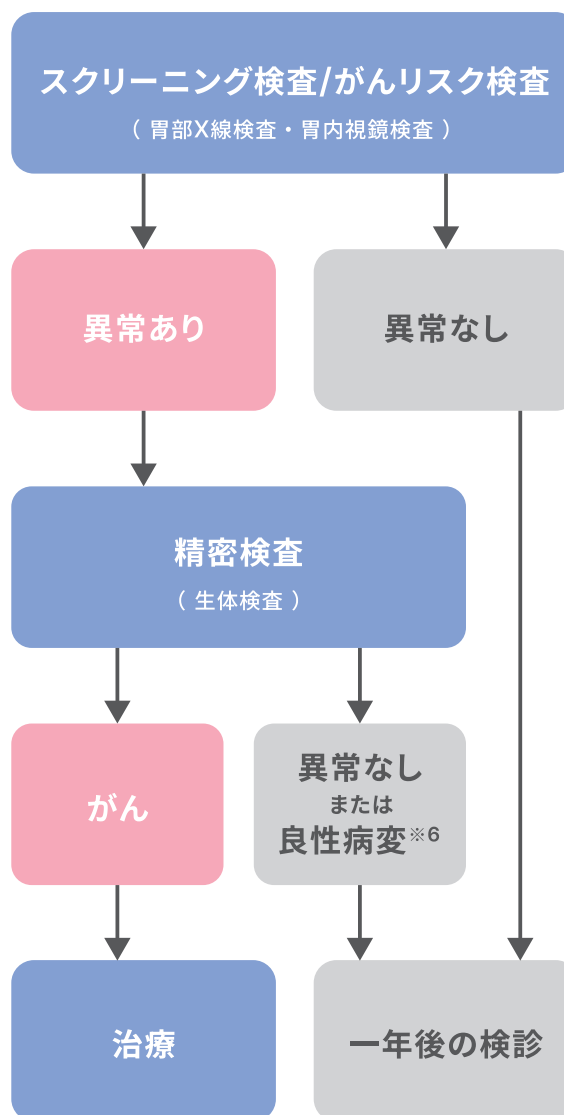 スクリーニング検査/がんリスク検査
（ 胃部X線検査・胃内視鏡検査 ）
異常あり
異常なし
精密検査
（ 生体検査 ）
がん
異常なし
または
良性病変※6
治療
一年後の検診